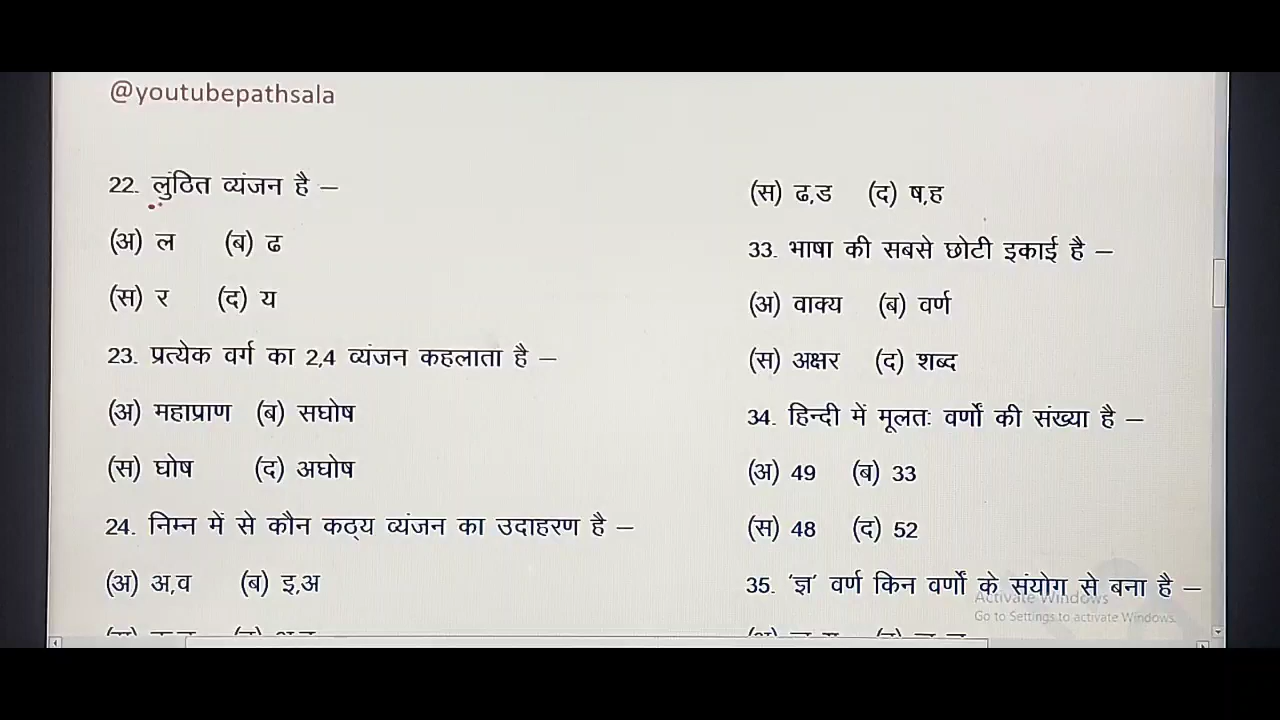 @youtubepathsala
22. लुंठित व्यंजन है –
(अ) ल (ब) ढ
(स) र (द) य
23. प्रत्येक वर्ग का 2,4 व्यंजन कहलाता है –
(अ) महाप्राण (ब) सघोष
(स) घोष (द) अघोष
24. निम्न में से कौन कठ्य व्यंजन का उदाहरण है –
(अ) अ,व (ब) इ,अ
(स) ढ,ड (द) ष,ह
33. भाषा की सबसे छोटी इकाई है –
(अ) वाक्य (ब) वर्ण
(स) अक्षर (द) शब्द
34. हिन्दी में मूलतः वर्णों की संख्या है –
(अ) 49 (ब) 33
(स) 48 (द) 52
35. 'ज्ञ' वर्ण किन वर्णों के संयोग से बना है –
Activate Windows
Go to Settings to activate Windows.